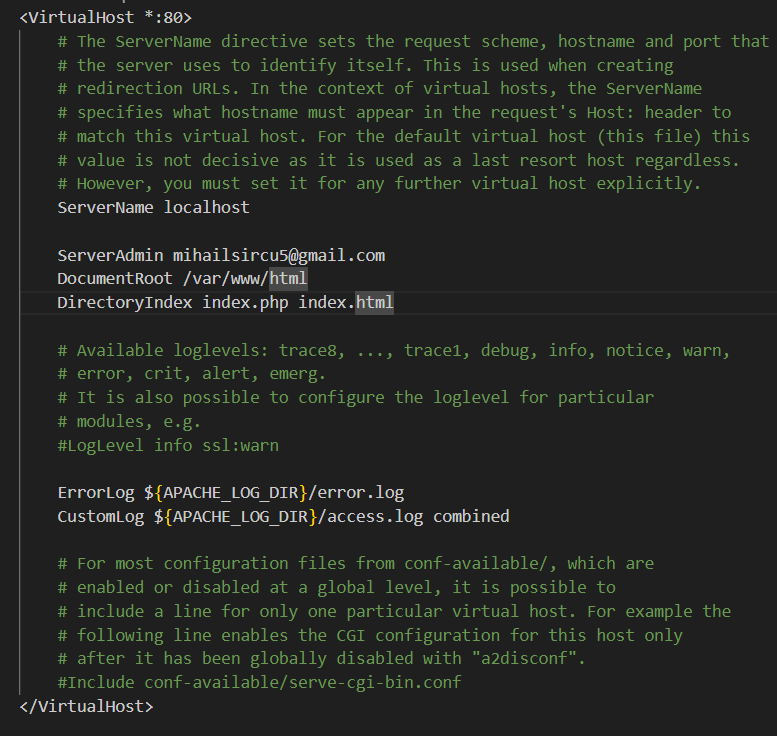 <VirtualHost *:80>
# The ServerName directive sets the request scheme, hostname and port that
# the server uses to identify itself. This is used when creating
# redirection URLs. In the context of virtual hosts, the ServerName
# specifies what hostname must appear in the request's Host: header to
# match this virtual host. For the default virtual host (this file) this
# value is not decisive as it is used as a last resort host regardless.
# However, you must set it for any further virtual host explicitly.
ServerName localhost
ServerAdmin mihailsircu5@gmail.com
DocumentRoot /var/www/html
DirectoryIndex index.php index.html
# Available loglevels: trace8, ..., trace1, debug, info, notice, warn,
# error, crit, alert, emerg.
# It is also possible to configure the loglevel for particular
# modules, e.g.
#LogLevel info ssl:warn
ErrorLog ${APACHE_LOG_DIR}/error.log
CustomLog ${APACHE_LOG_DIR}/access.log combined
# For most configuration files from conf-available/, which are
# enabled or disabled at a global level, it is possible to
# include a line for only one particular virtual host. For example the
# following line enables the CGI configuration for this host only
# after it has been globally disabled with "a2disconf".
#Include conf-available/serve-cgi-bin.conf
</VirtualHost>